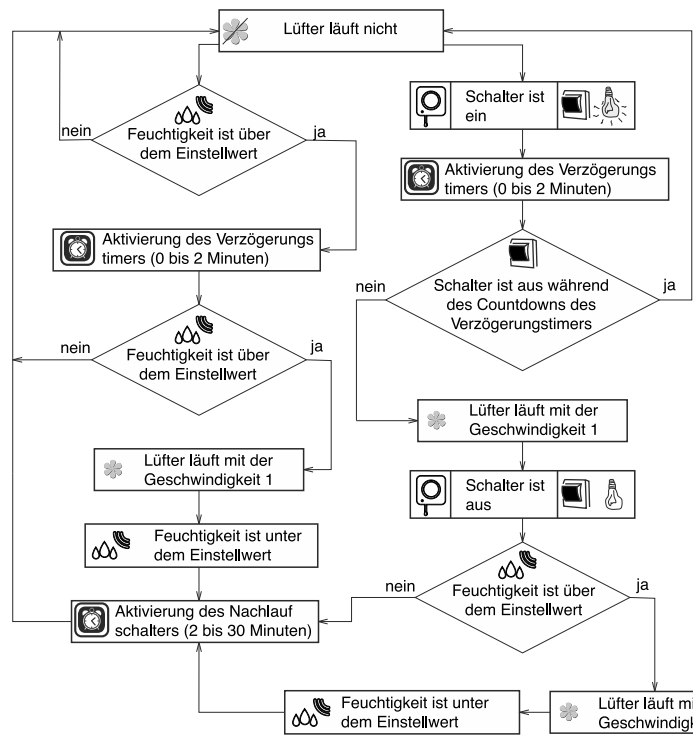 Lüfter läuft nicht
Feuchtigkeit ist über
dem Einstellwert
nein
ja
Schalter ist
ein
Aktivierung des Verzögerungs
timers (0 bis 2 Minuten)
Aktivierung des Verzögerungs
timers (0 bis 2 Minuten)
nein
ja
Schalter ist aus während
des Countdowns des
Verzögerungstimers
Feuchtigkeit ist über
dem Einstellwert
nein
ja
Lüfter läuft mit der
Geschwindigkeit 1
Lüfter läuft mit der
Geschwindigkeit 1
Schalter ist
aus
Feuchtigkeit ist unter
dem Einstellwert
nein
ja
Feuchtigkeit ist über
dem Einstellwert
Aktivierung des Nachlauf
schalters (2 bis 30 Minuten)
Feuchtigkeit ist unter
dem Einstellwert
Lüfter läuft